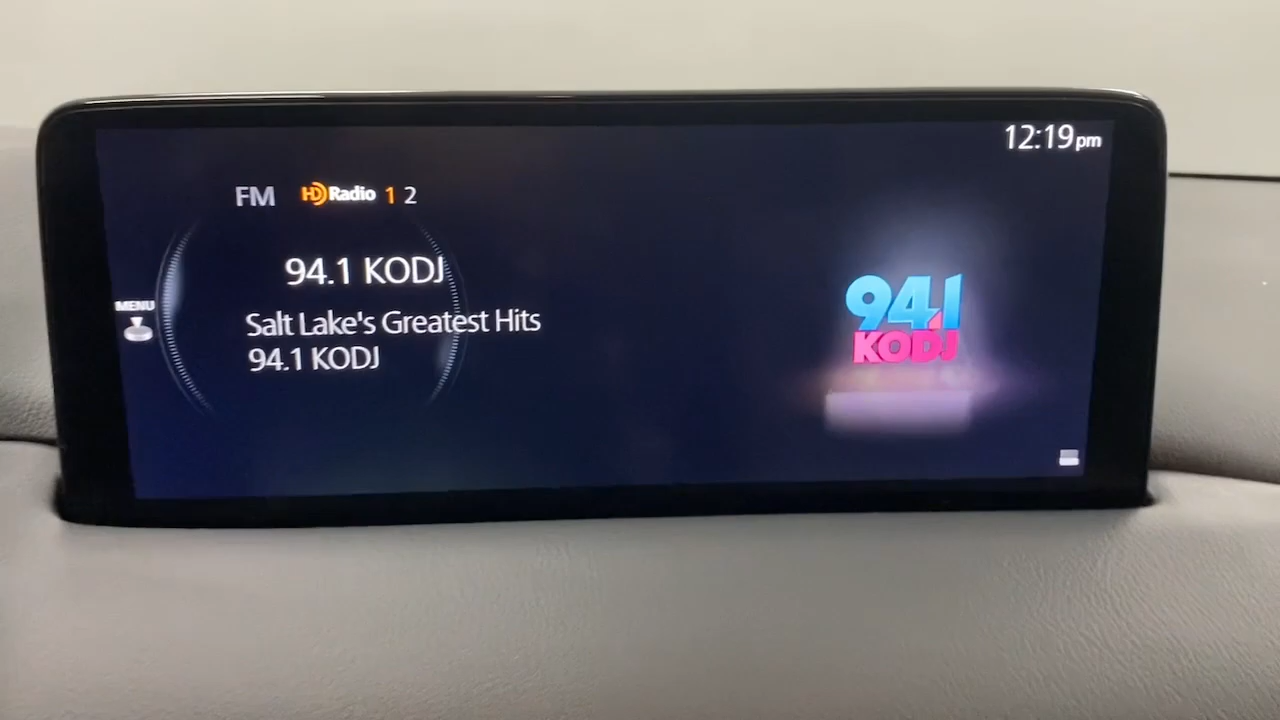 12:19pm
FM HD Radio 1 2
94.1 KODJ
MENU
Salt Lake's Greatest Hits
94.1 KODJ
94.1
KODJ